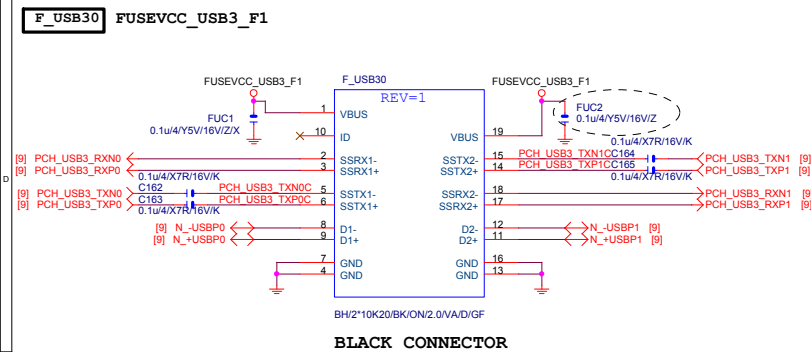 F_USB30 FUSEVCC_USB3_F1
FUSEVCC_USB3_F1
F_USB30
FUSEVCC_USB3_F1
REV=1
FUC1
0.1u/4/Y5V/16V/Z/X
FUC2
0.1u/4/Y5V/16V/Z
1 VBUS
10 ID
VBUS 19
0.1u/4/X7R/16V/K
[9] PCH_USB3_RXN0 2 SSRX1-
[9] PCH_USB3_RXP0 3 SSRX1+
SSTX2- 15 PCH_USB3_TXN1C C164 PCH_USB3_TXN1 [9]
SSTX2+ 14 PCH_USB3_TXP1C C165 PCH_USB3_TXP1 [9]
0.1u/4/X7R/16V/K
0.1u/4/X7R/16V/K
[9] PCH_USB3_TXN0 C162 PCH_USB3_TXN0C 5 SSTX1-
[9] PCH_USB3_TXP0 C163 PCH_USB3_TXP0C 6 SSTX1+
0.1u/4/X7R/16V/K
SSRX2- 18 PCH_USB3_RXN1 [9]
SSRX2+ 17 PCH_USB3_RXP1 [9]
[9] N_-USBP0 8 D1-
[9] N_+USBP0 9 D1+
D2- 12 N_-USBP1 [9]
D2+ 11 N_+USBP1 [9]
7 GND
4 GND
GND 16
GND 13
BH/2*10K20/BK/ON/2.0/VA/D/GF
BLACK CONNECTOR
D